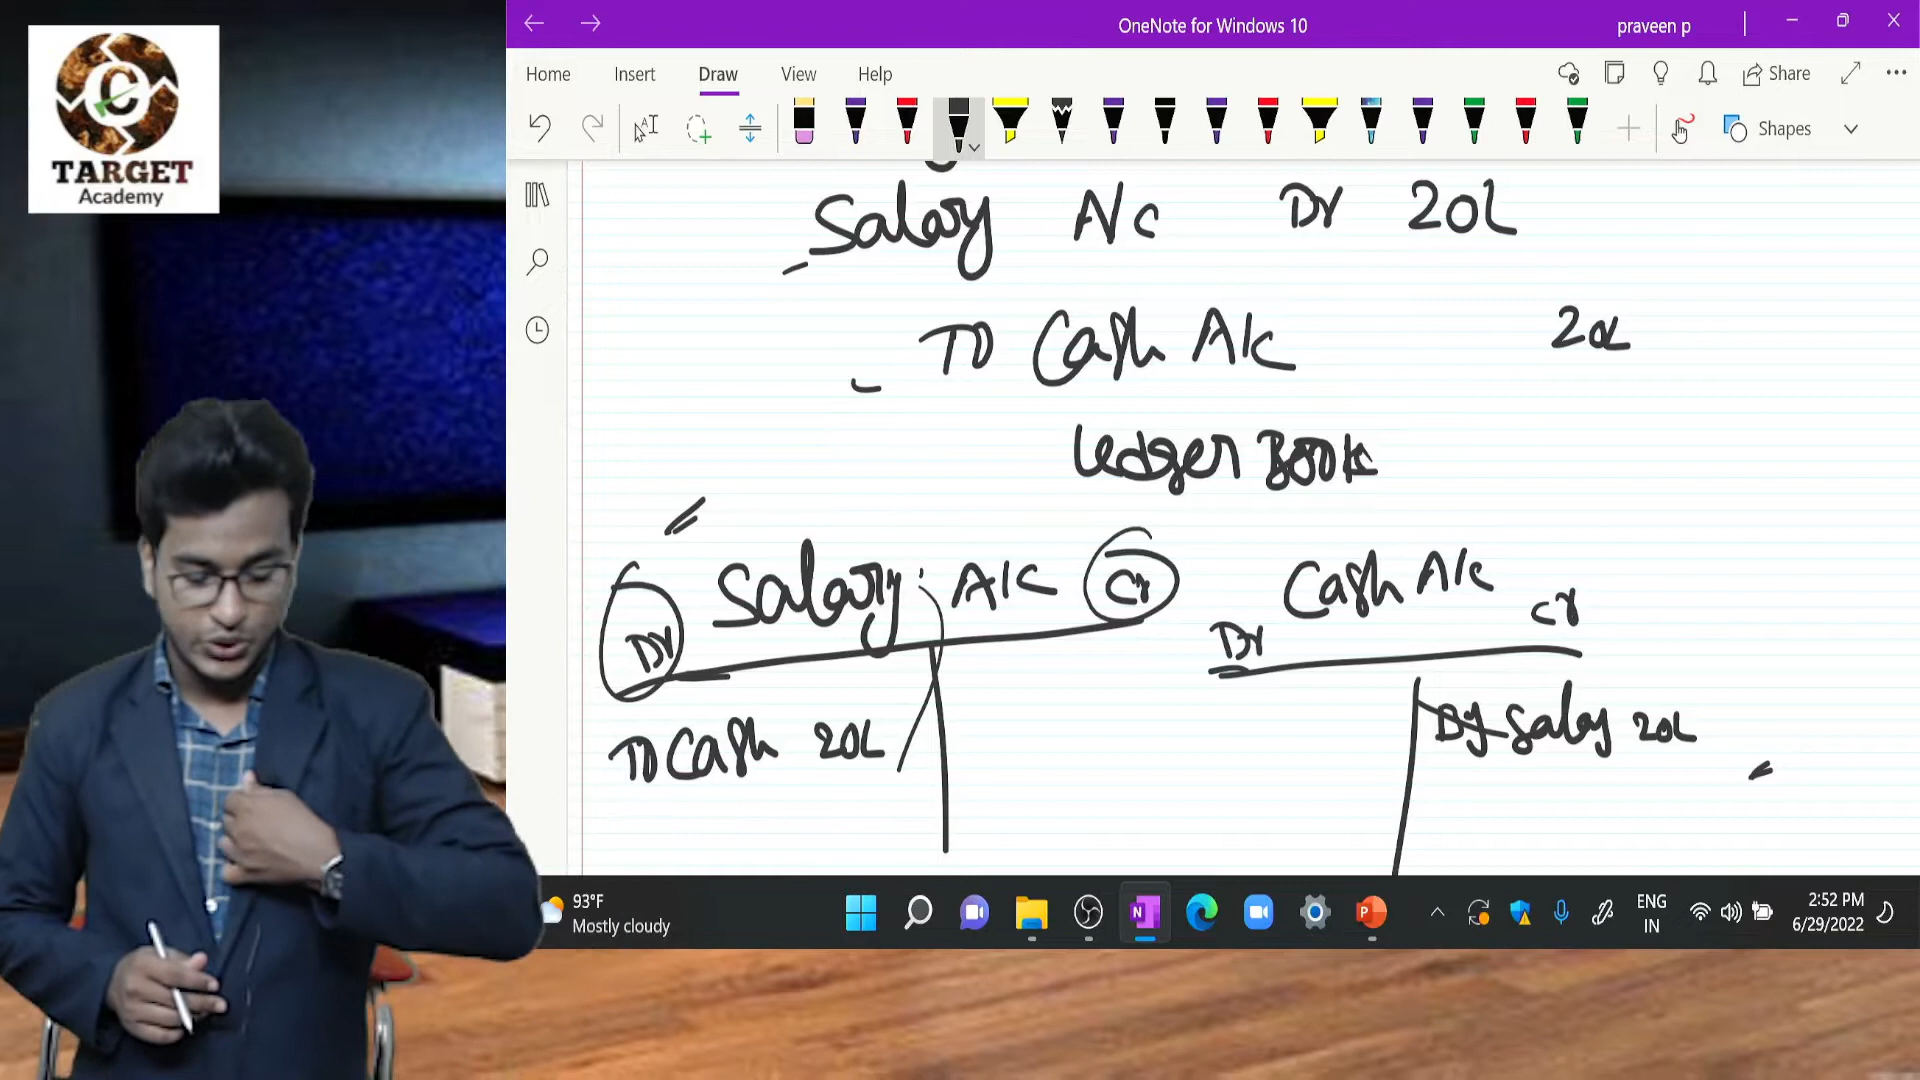 C
TARGET
Academy
OneNote for Windows 10
praveen p
Home Insert Draw View Help
Share
Shapes
Salary A/c Dr 20L
To Cash A/c 20L
Ledger Book
Salary A/c Cr
Dr
To Cash 20L
Cash A/c
Dr Cr
By Salary 20L
93°F
Mostly cloudy
N
P
ENG
IN
2:52 PM
6/29/2022